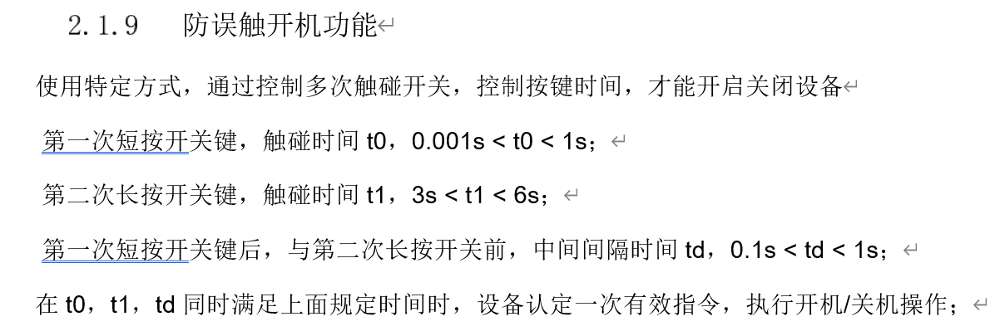 2.1.9 防误触开机功能
使用特定方式，通过控制多次触碰开关，控制按键时间，才能开启关闭设备
第一次短按开关键，触碰时间 t0，0.001s < t0 < 1s；
第二次长按开关键，触碰时间 t1，3s < t1 < 6s；
第一次短按开关键后，与第二次长按开关前，中间间隔时间 td，0.1s < td < 1s；
在 t0，t1，td 同时满足上面规定时间时，设备认定一次有效指令，执行开机/关机操作；